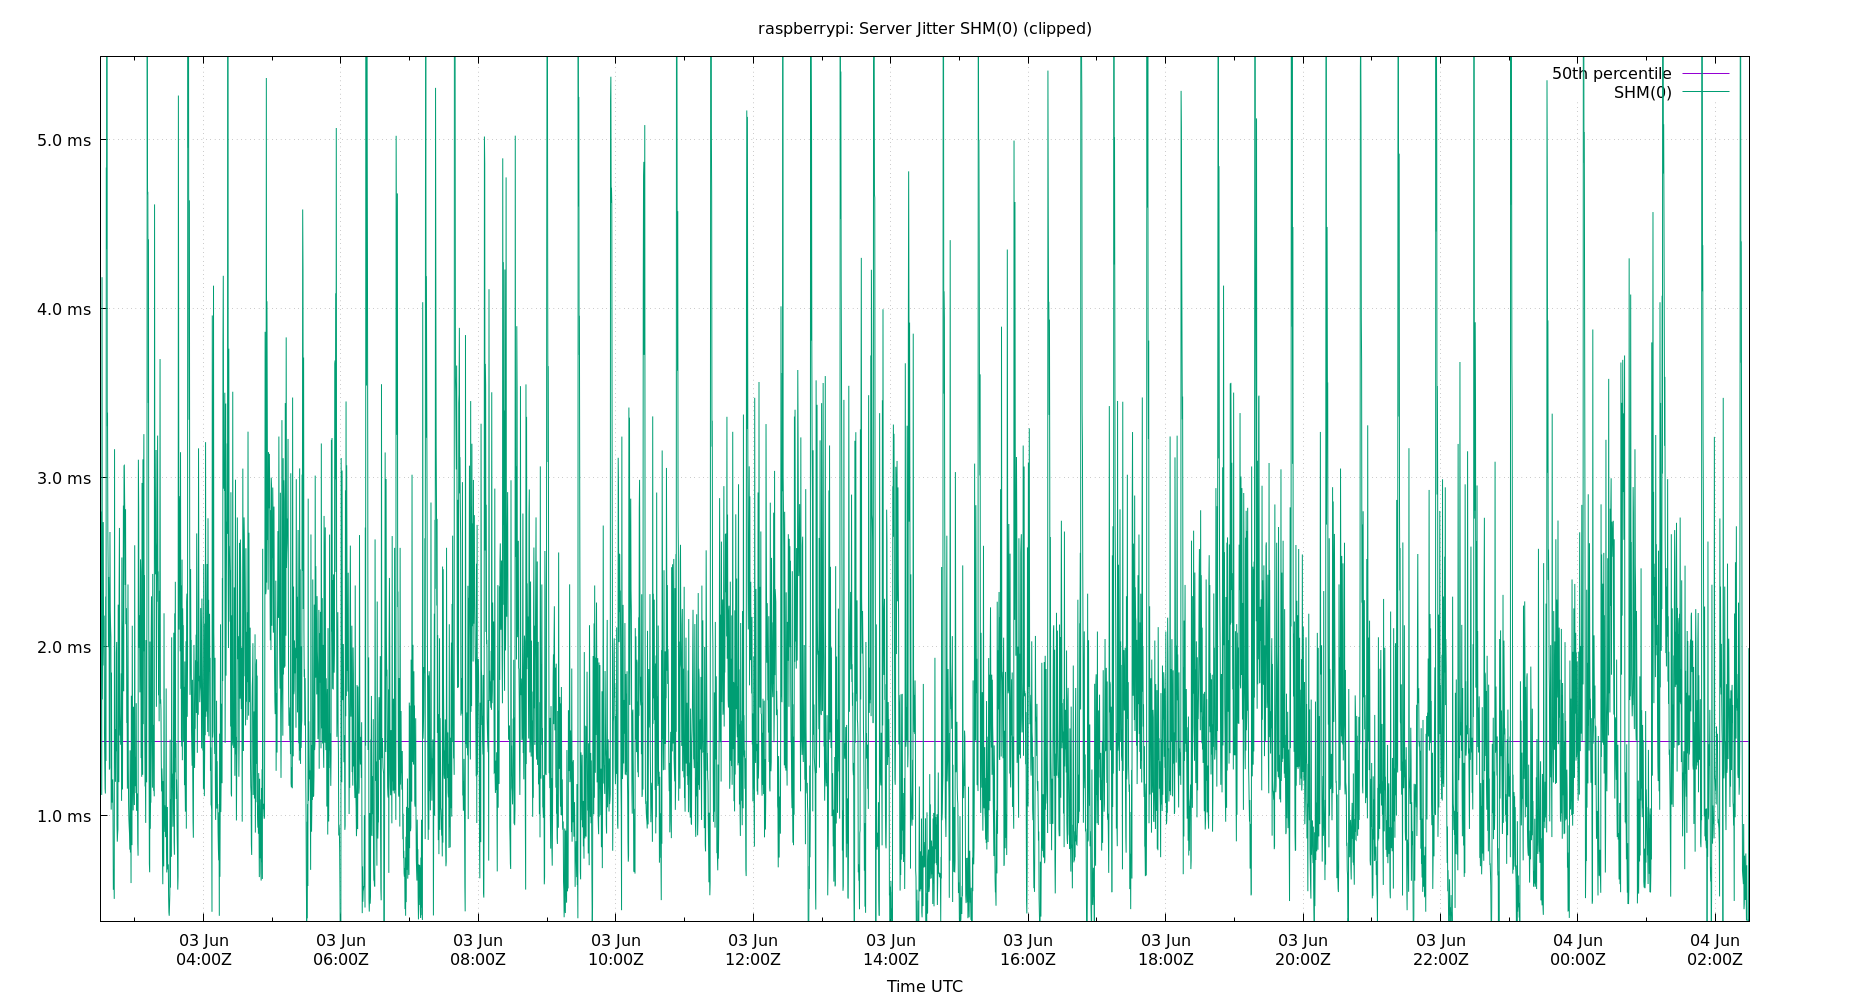 raspberrypi: Server Jitter SHM(0) (clipped)
50th percentile
SHM(0)
5.0 ms
4.0 ms
3.0 ms
2.0 ms
1.0 ms
03 Jun 03 Jun 03 Jun 03 Jun 03 Jun 03 Jun 03 Jun 03 Jun 03 Jun 03 Jun 04 Jun 04 Jun
04:00Z 06:00Z 08:00Z 10:00Z 12:00Z 14:00Z 16:00Z 18:00Z 20:00Z 22:00Z 00:00Z 02:00Z
Time UTC